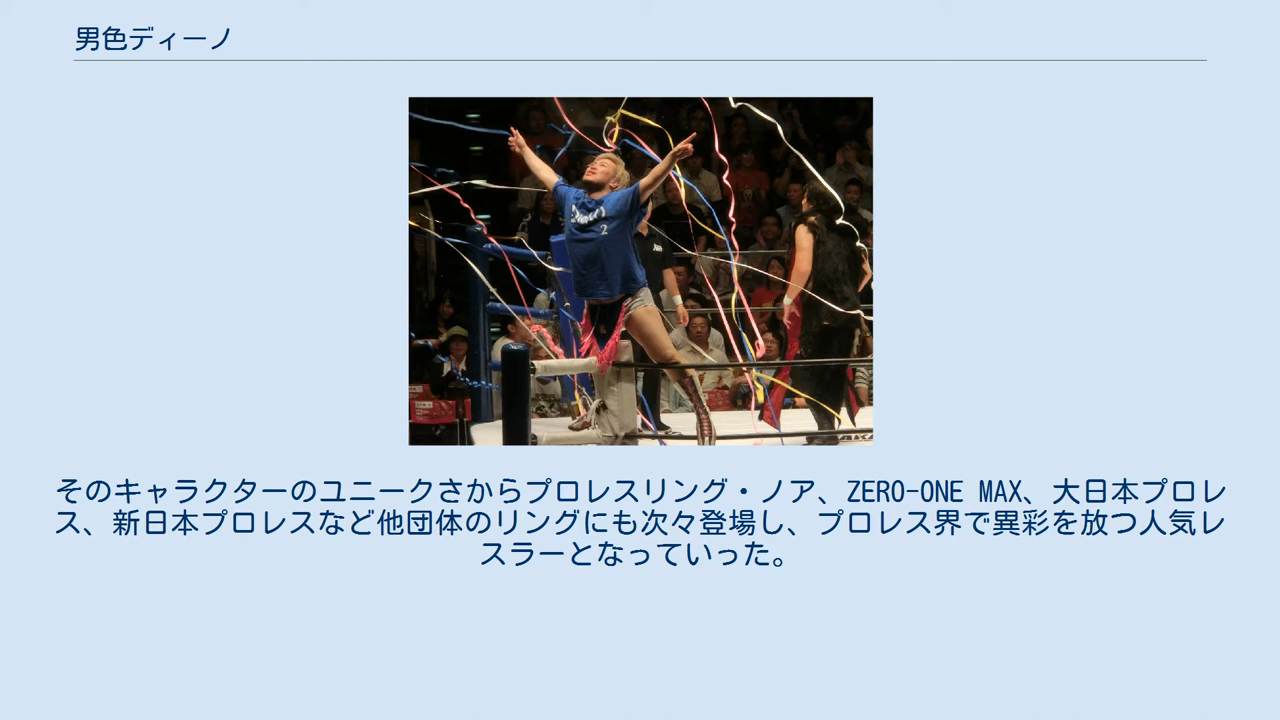 男色ディーノ
そのキャラクターのユニークさからプロレスリング・ノア、ZERO-ONE MAX、大日本プロレ
ス、新日本プロレスなど他団体のリングにも次々登場し、プロレス界で異彩を放つ人気レ
スラーとなっていった。